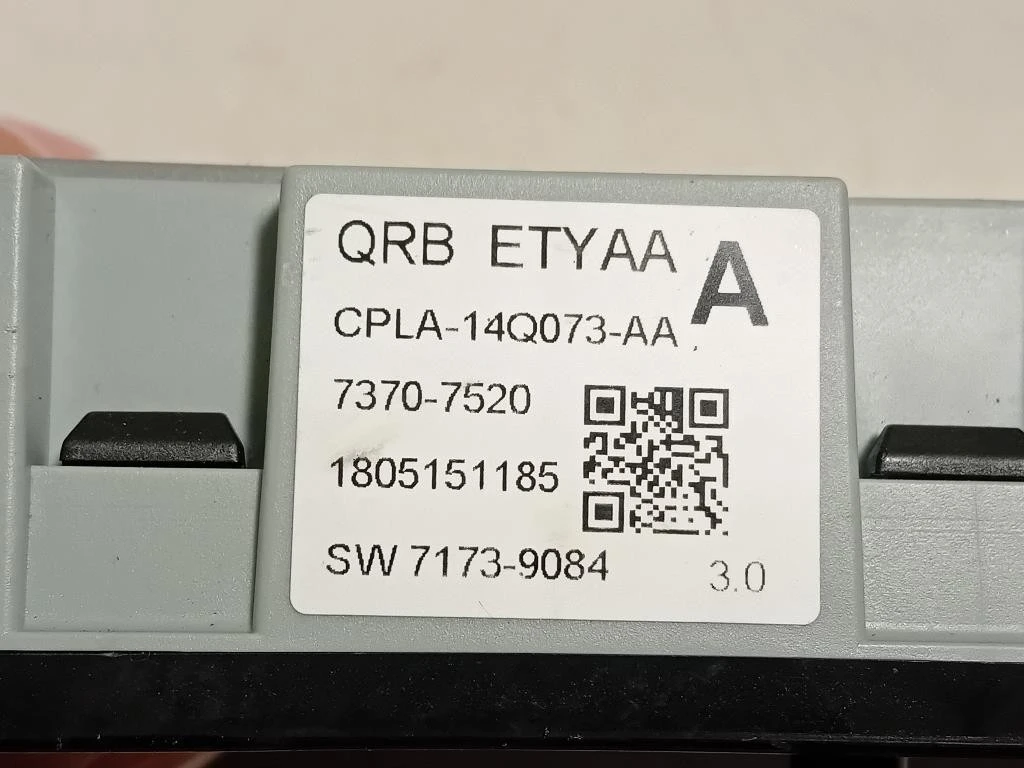 QRB ETYAA A
CPLA-14Q073-AA
7370-7520
1805151185
SW 7173-9084 3.0